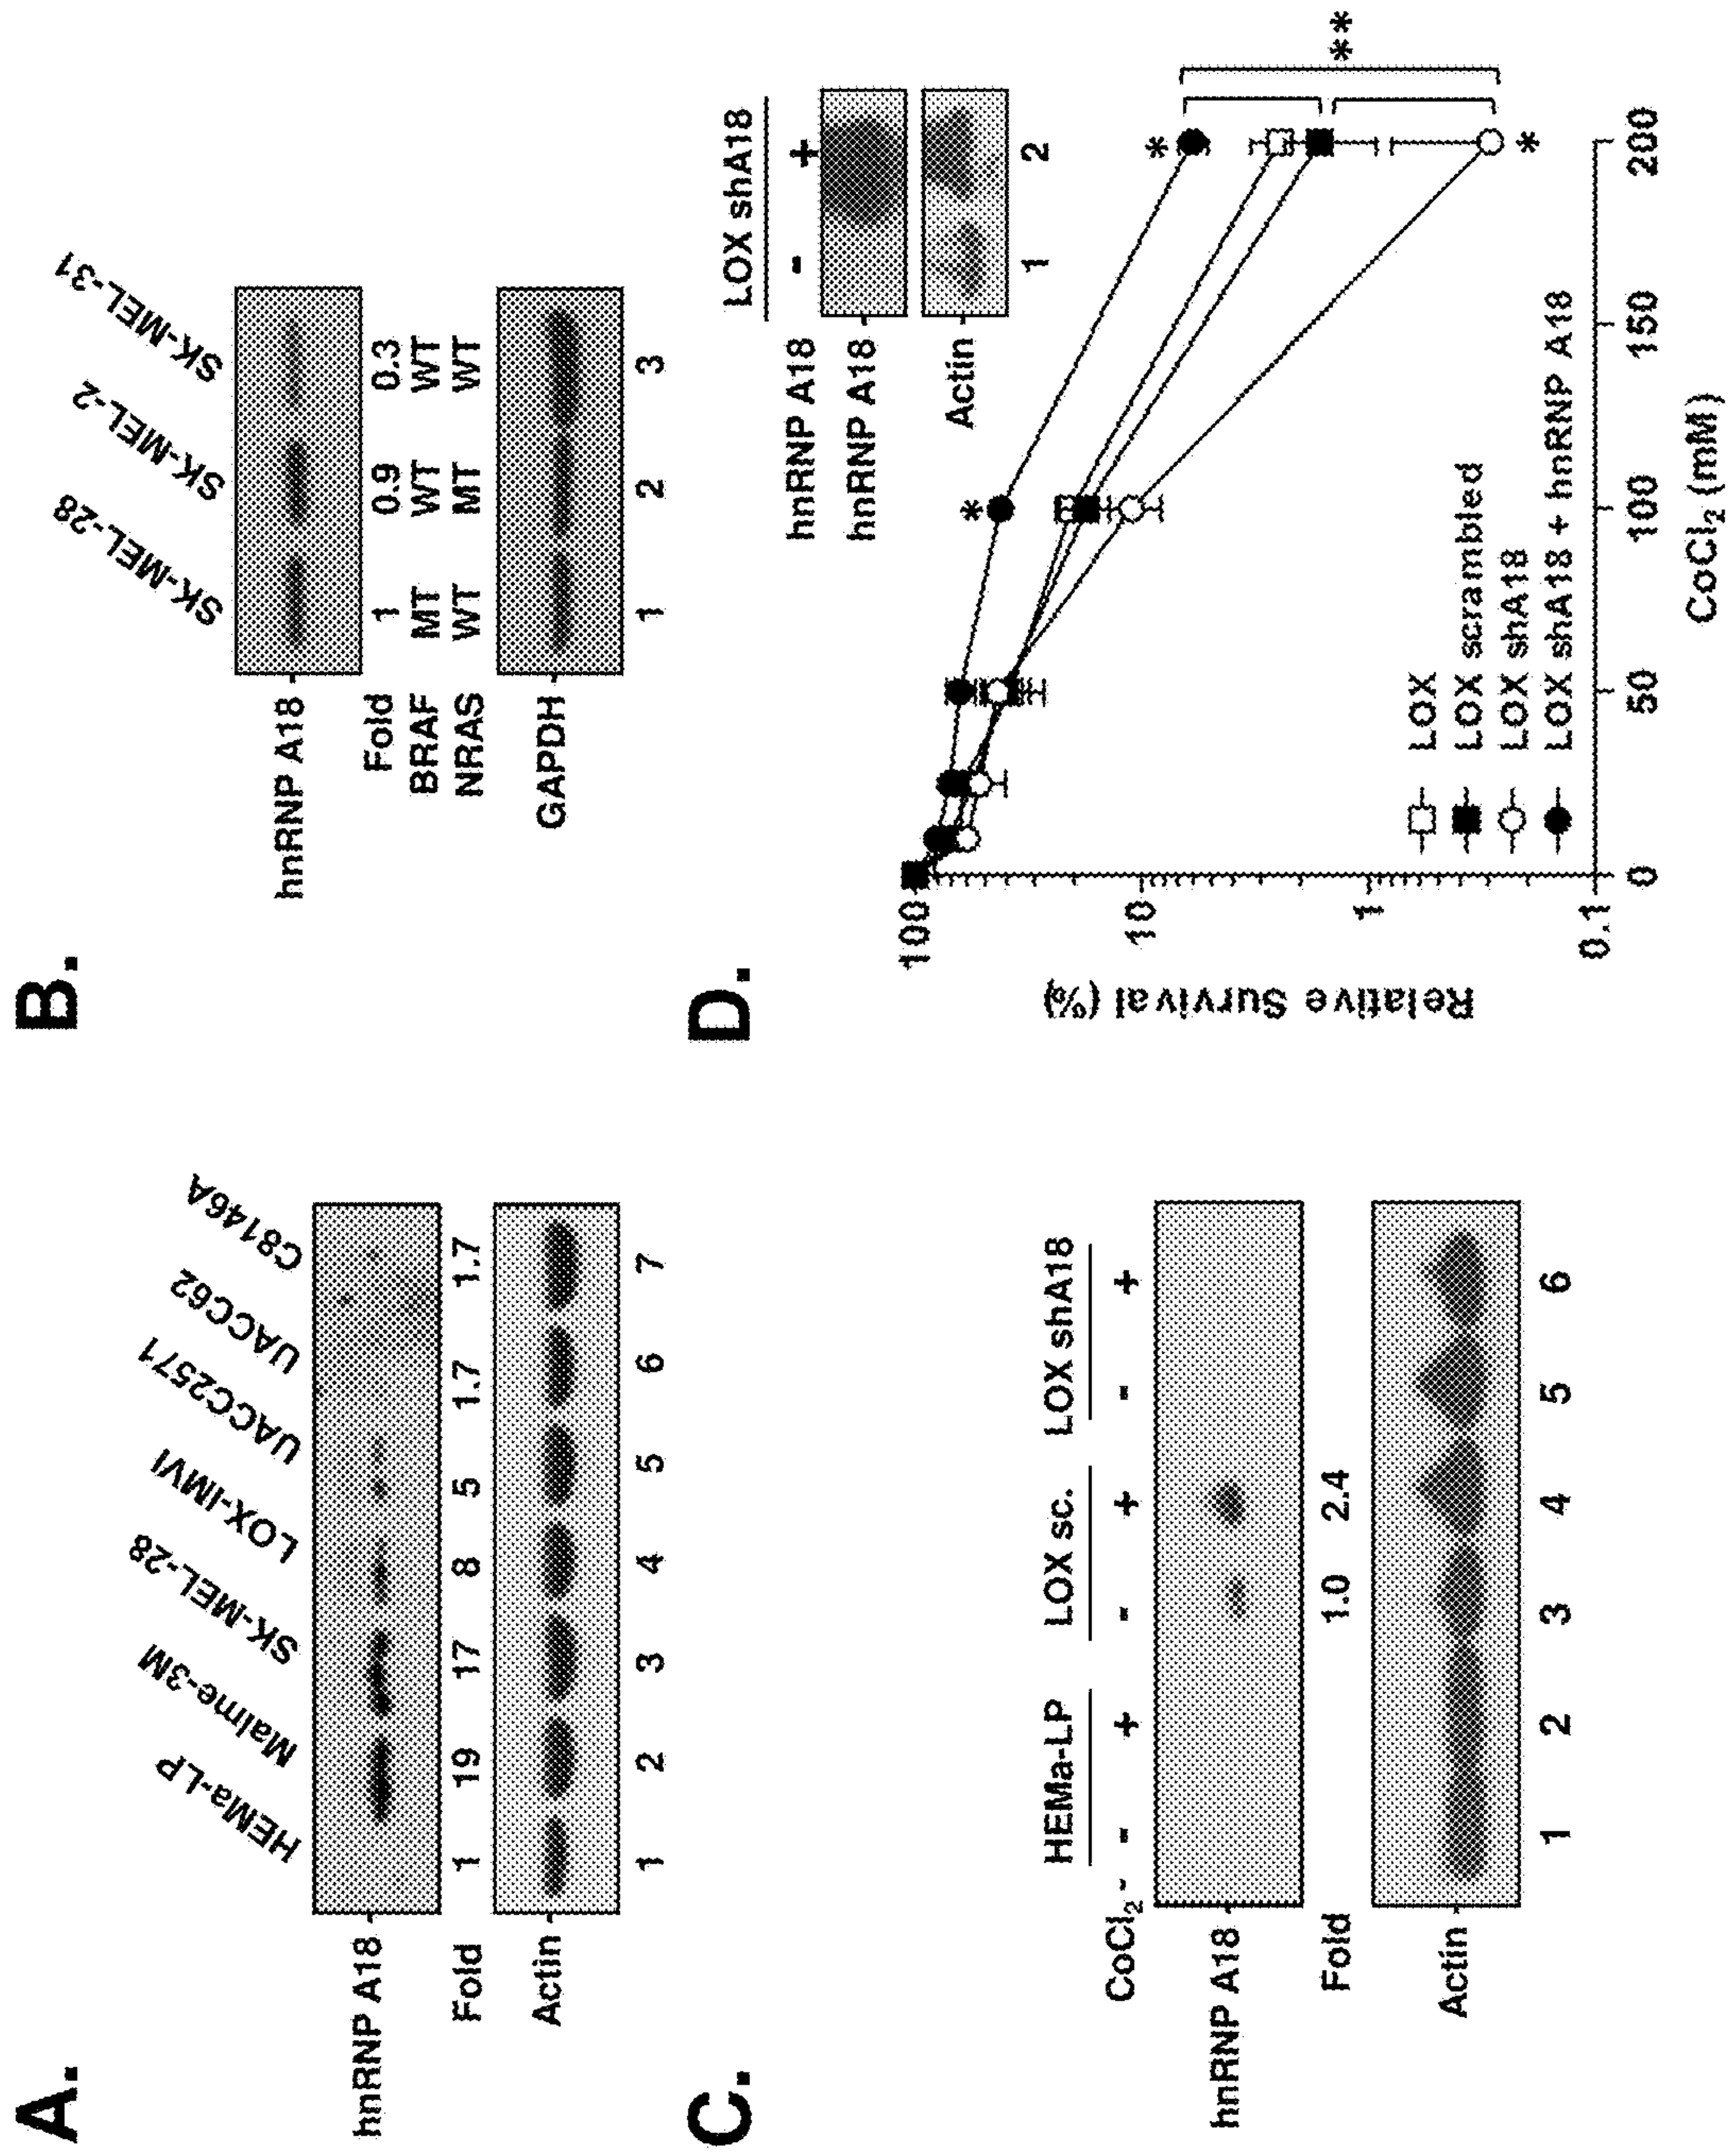 A.
HEMa-LP Malme-3M SK-MEL-28 LOX-IMVI UACC2571 UACC62 C8146A
hnRNP A18
Fold 1 19 17 8 5 1.7 1.7
Actin
1 2 3 4 5 6 7
B.
SK-MEL-28 SK-MEL-2 SK-MEL-31
hnRNP A18
Fold 1 0.9 0.3
BRAF MT WT WT
NRAS WT MT WT
GAPDH
1 2 3
C.
HEMa-LP LOX sc. LOX shA18
CoCl2 - - + - + - +
hnRNP A18
Fold 1.0 2.4
Actin
1 2 3 4 5 6
D.
LOX shA18
hnRNP A18 - +
hnRNP A18
Actin
1 2
Relative Survival (%)
100
10
1
0.1
* *
*
**
LOX
LOX scrambled
LOX shA18
LOX shA18 + hnRNP A18
0 50 100 150 200
CoCl2 (mM)